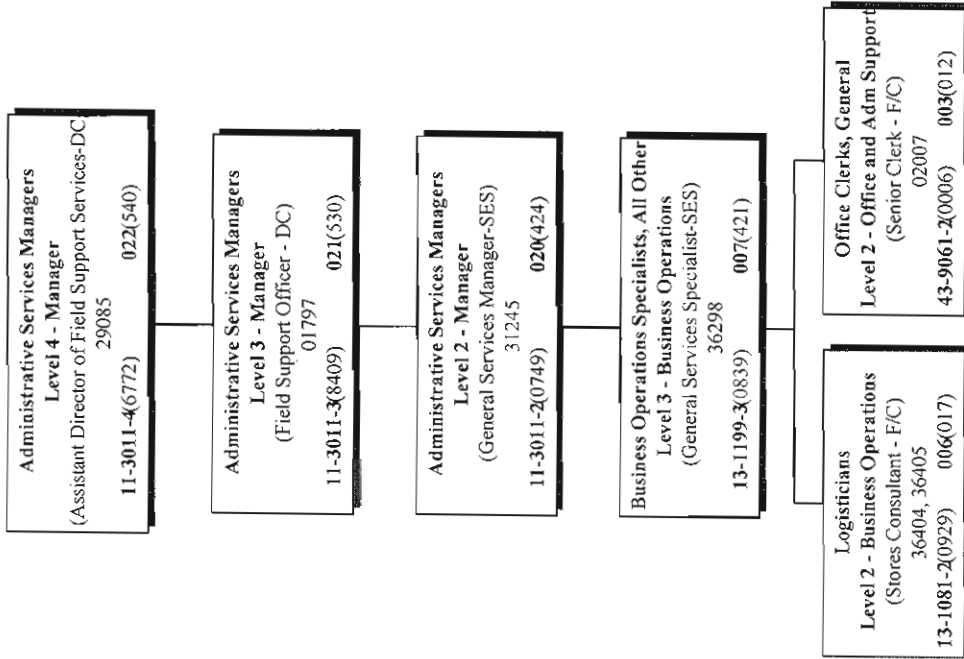 Administrative Services Managers
Level 4 - Manager
(Assistant Director of Field Support Services-DC
29085
11-3011-4(6772) 022(540)
Administrative Services Managers
Level 3 - Manager
(Field Support Officer - DC)
01797
11-3011-3(8409) 021(530)
Administrative Services Managers
Level 2 - Manager
(General Services Manager-SES)
31245
11-3011-2(0749) 020(424)
Business Operations Specialists, All Other
Level 3 - Business Operations
(General Services Specialist-SES)
36298
13-1199-3(0839) 007(421)
Logisticians
Level 2 - Business Operations
(Stores Consultant - F/C)
36404, 36405
13-1081-2(0929) 006(017)
Office Clerks, General
Level 2 - Office and Adm Support
(Senior Clerk - F/C)
02007
43-9061-2(0006) 003(012)